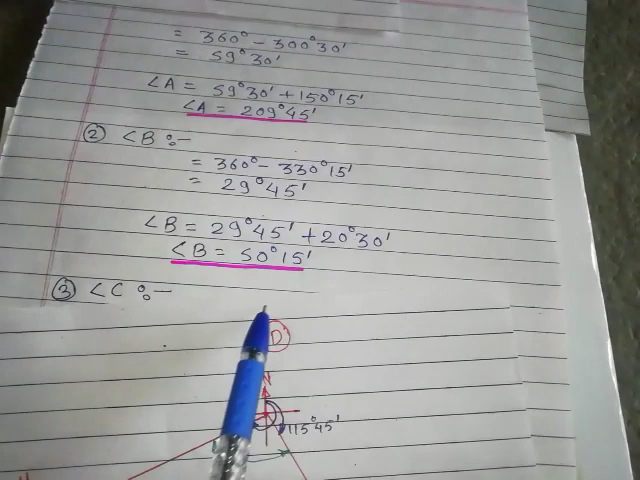 = 360° - 300°30'
= 59°30'
∠A = 59°30' + 150°15'
∠A = 209°45'
② ∠B :-
= 360° - 330°15'
= 29°45'
∠B = 29°45' + 20°30'
∠B = 50°15'
③ ∠C :-
D
N
115°45'